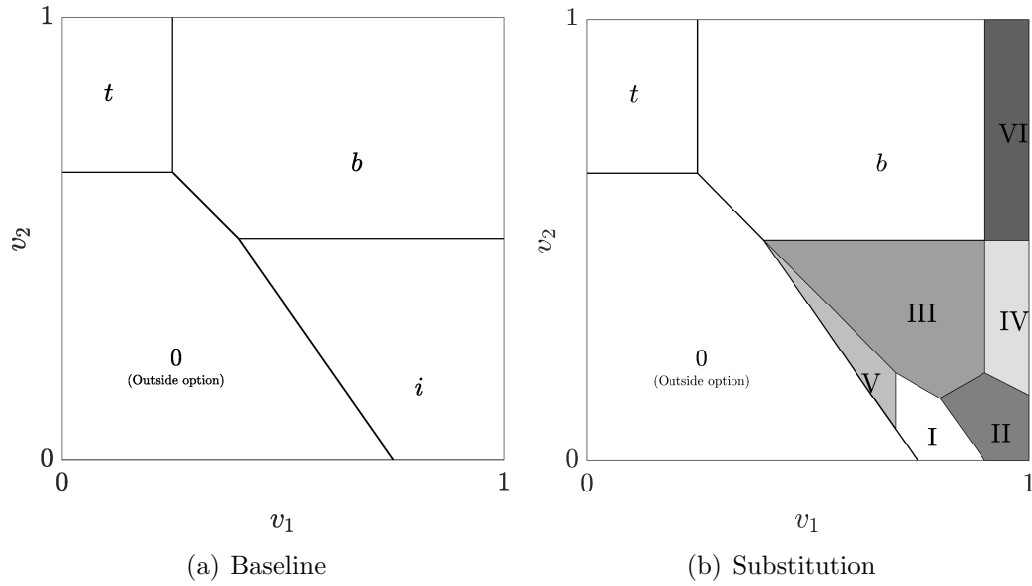 1
t
b
v2
0
(Outside option)
i
0
0
1
v1
(a) Baseline
1
t
b
VI
v2
III
IV
0
(Outside option)
V
I
II
0
0
1
v1
(b) Substitution